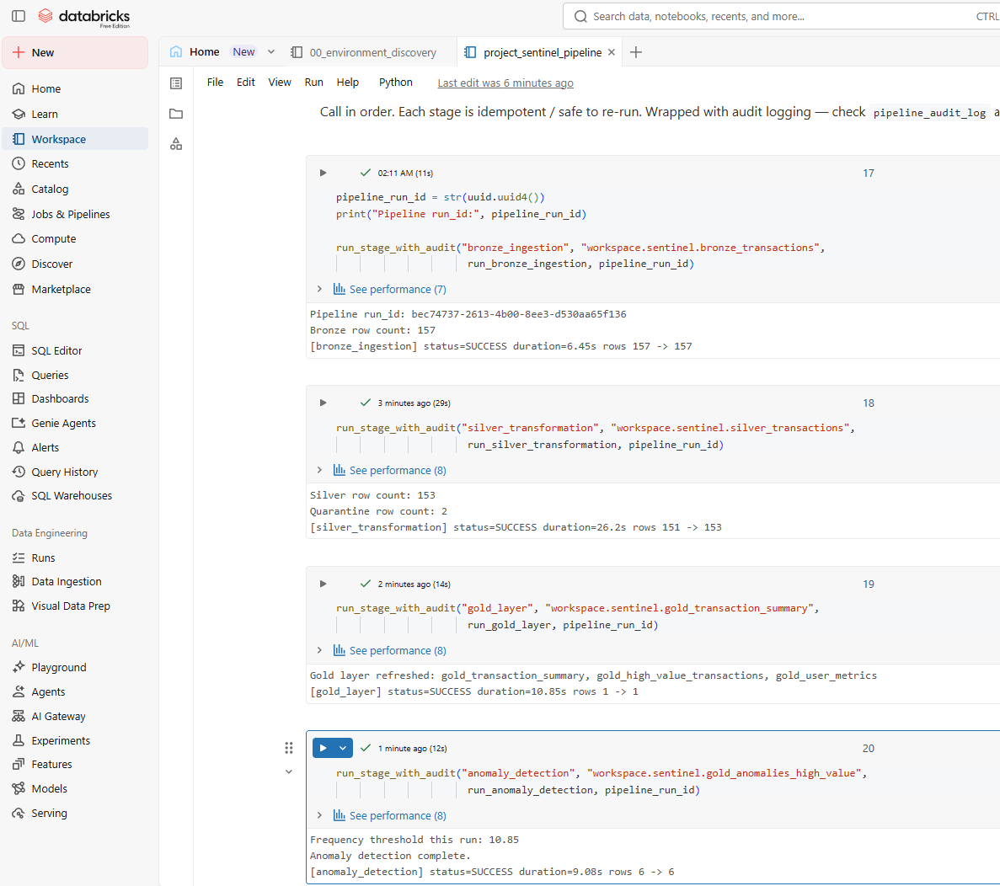 databricks
Free Edition
Search data, notebooks, recents, and more...
CTRL
New
Home
New
00_environment_discovery
project_sentinel_pipeline
File
Edit
View
Run
Help
Python
Last edit was 6 minutes ago
Home
Learn
Workspace
Recents
Catalog
Jobs & Pipelines
Compute
Discover
Marketplace
SQL
SQL Editor
Queries
Dashboards
Genie Agents
Alerts
Query History
SQL Warehouses
Data Engineering
Runs
Data Ingestion
Visual Data Prep
AI/ML
Playground
Agents
AI Gateway
Experiments
Features
Models
Serving
Call in order. Each stage is idempotent / safe to re-run. Wrapped with audit logging — check pipeline_audit_log a
02:11 AM (11s)
17
pipeline_run_id = str(uuid.uuid4())
print("Pipeline run_id:", pipeline_run_id)
run_stage_with_audit("bronze_ingestion", "workspace.sentinel.bronze_transactions",
run_bronze_ingestion, pipeline_run_id)
See performance (7)
Pipeline run_id: bec74737-2613-4b00-8ee3-d530aa65f136
Bronze row count: 157
[bronze_ingestion] status=SUCCESS duration=6.45s rows 157 -> 157
3 minutes ago (29s)
18
run_stage_with_audit("silver_transformation", "workspace.sentinel.silver_transactions",
run_silver_transformation, pipeline_run_id)
See performance (8)
Silver row count: 153
Quarantine row count: 2
[silver_transformation] status=SUCCESS duration=26.2s rows 151 -> 153
2 minutes ago (14s)
19
run_stage_with_audit("gold_layer", "workspace.sentinel.gold_transaction_summary",
run_gold_layer, pipeline_run_id)
See performance (8)
Gold layer refreshed: gold_transaction_summary, gold_high_value_transactions, gold_user_metrics
[gold_layer] status=SUCCESS duration=10.85s rows 1 -> 1
1 minute ago (12s)
20
run_stage_with_audit("anomaly_detection", "workspace.sentinel.gold_anomalies_high_value",
run_anomaly_detection, pipeline_run_id)
See performance (8)
Frequency threshold this run: 10.85
Anomaly detection complete.
[anomaly_detection] status=SUCCESS duration=9.08s rows 6 -> 6